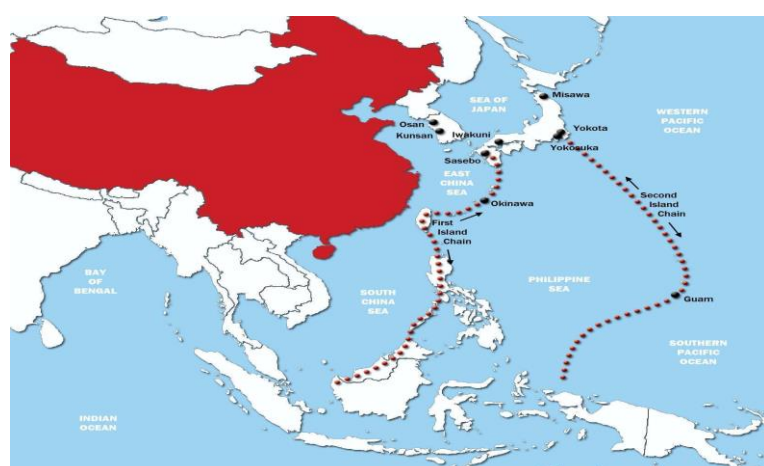 Misawa
SEA OF
JAPAN
WESTERN
PACIFIC
OCEAN
Osan
Kunsan
Iwakuni
Yokota
Yokosuka
Sasebo
EAST
CHINA
SEA
Okinawa
Second
Island
Chain
First
Island
Chain
BAY
OF
BENGAL
SOUTH
CHINA
SEA
PHILIPPINE
SEA
Guam
SOUTHERN
PACIFIC
OCEAN
INDIAN
OCEAN